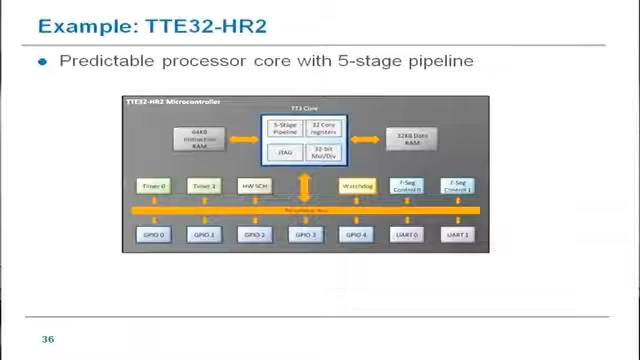 Example: TTE32-HR2
Predictable processor core with 5-stage pipeline
TTE32-HR2 Microcontroller
TT3 Core
64KB Instruction RAM
5-Stage Pipeline
32 Core registers
32KB Data RAM
JTAG
32-bit Mul/Div
Timer 0
Timer 1
HW SCH
Watchdog
7-Seg Control 0
7-Seg Control 1
Peripheral Bus
GPIO 0
GPIO 1
GPIO 2
GPIO 3
GPIO 4
UART 0
UART 1
36